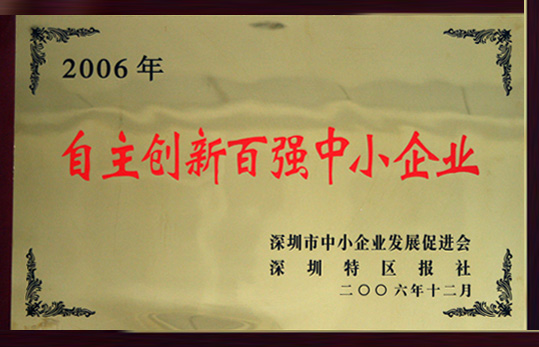 2006年
自主创新百强中小企业
深圳市中小企业发展促进会
深圳特区报社
二〇〇六年十二月